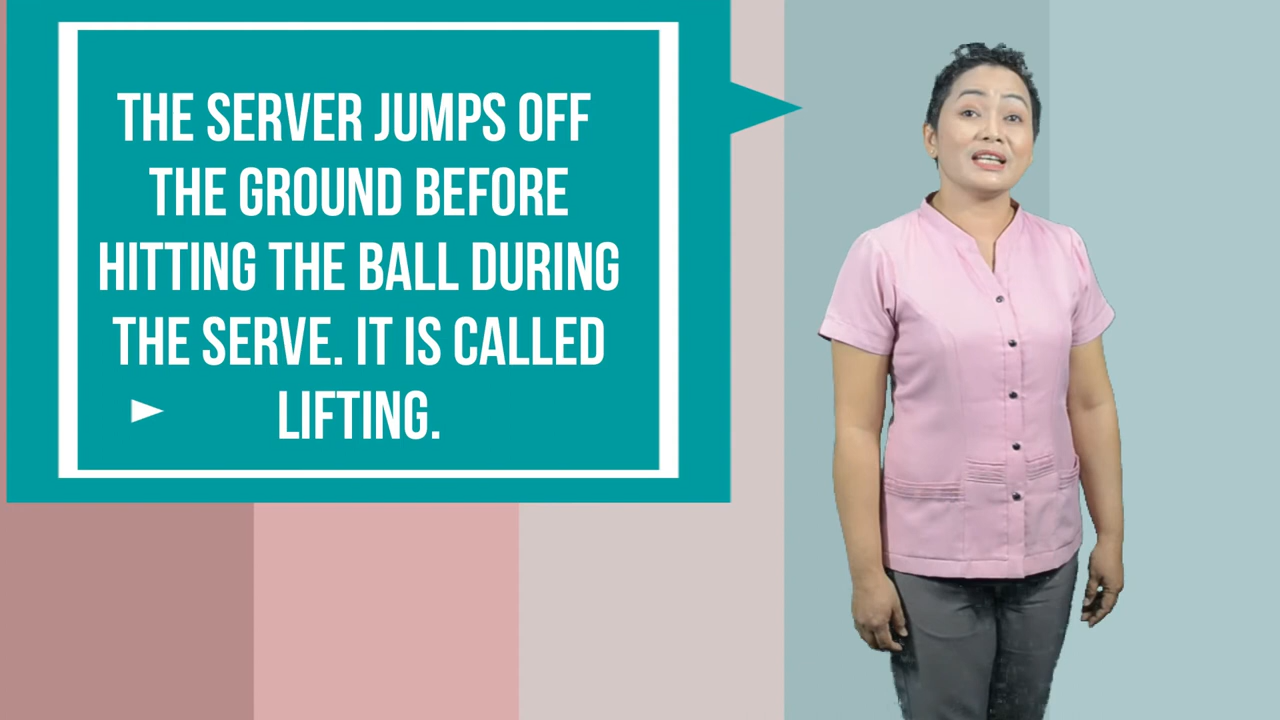 THE SERVER JUMPS OFF
THE GROUND BEFORE
HITTING THE BALL DURING
THE SERVE. IT IS CALLED
LIFTING.